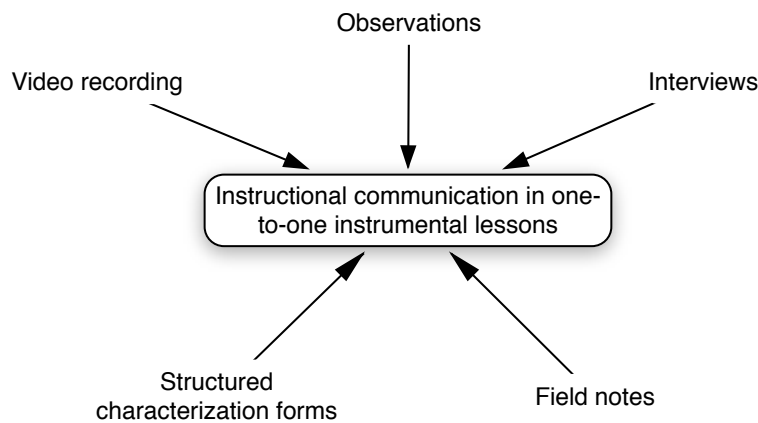 Observations
Video recording
Interviews
Instructional communication in one-
to-one instrumental lessons
Structured
characterization forms
Field notes